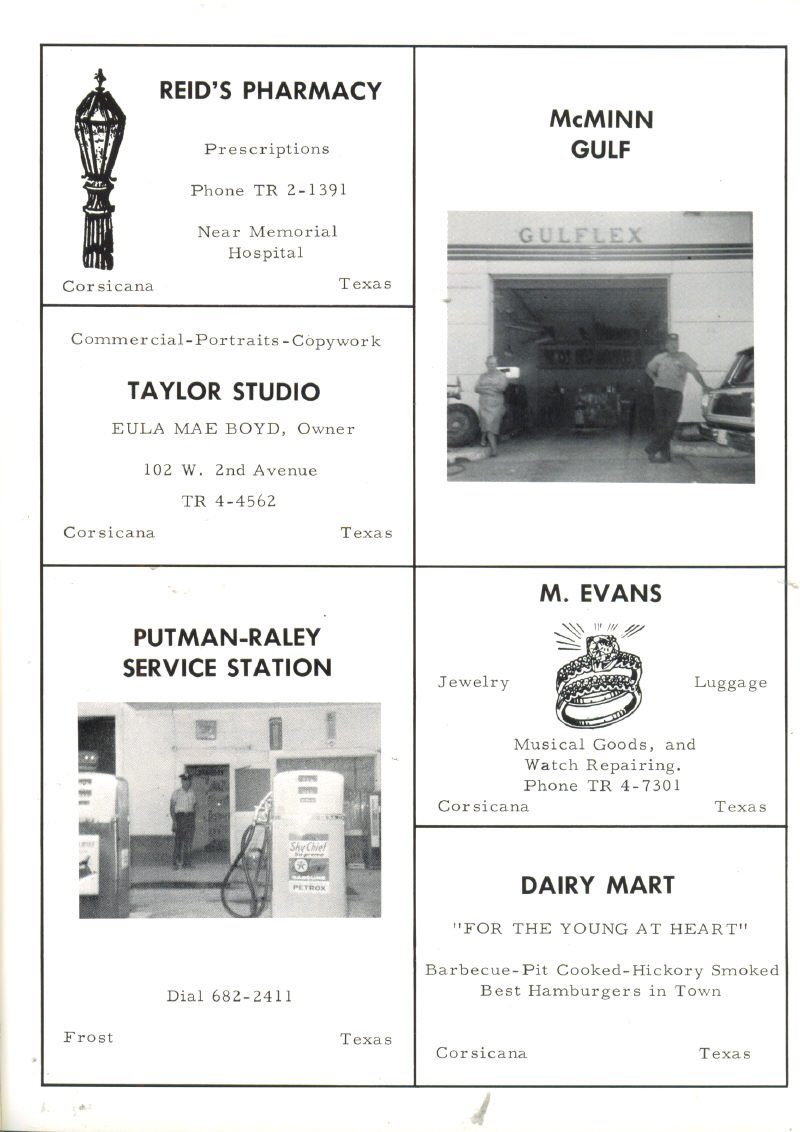 REID'S PHARMACY
Prescriptions
Phone TR 2-1391
Near Memorial
Hospital
Corsicana Texas
Commercial-Portraits-Copywork
TAYLOR STUDIO
EULA MAE BOYD, Owner
102 W. 2nd Avenue
TR 4-4562
Corsicana Texas
PUTMAN-RALEY
SERVICE STATION
Sky Chief
Supreme
GASOLINE
PETROX
Dial 682-2411
Frost Texas
McMINN
GULF
GULFLEX
M. EVANS
Jewelry Luggage
Musical Goods, and
Watch Repairing.
Phone TR 4-7301
Corsicana Texas
DAIRY MART
"FOR THE YOUNG AT HEART"
Barbecue-Pit Cooked-Hickory Smoked
Best Hamburgers in Town
Corsicana Texas